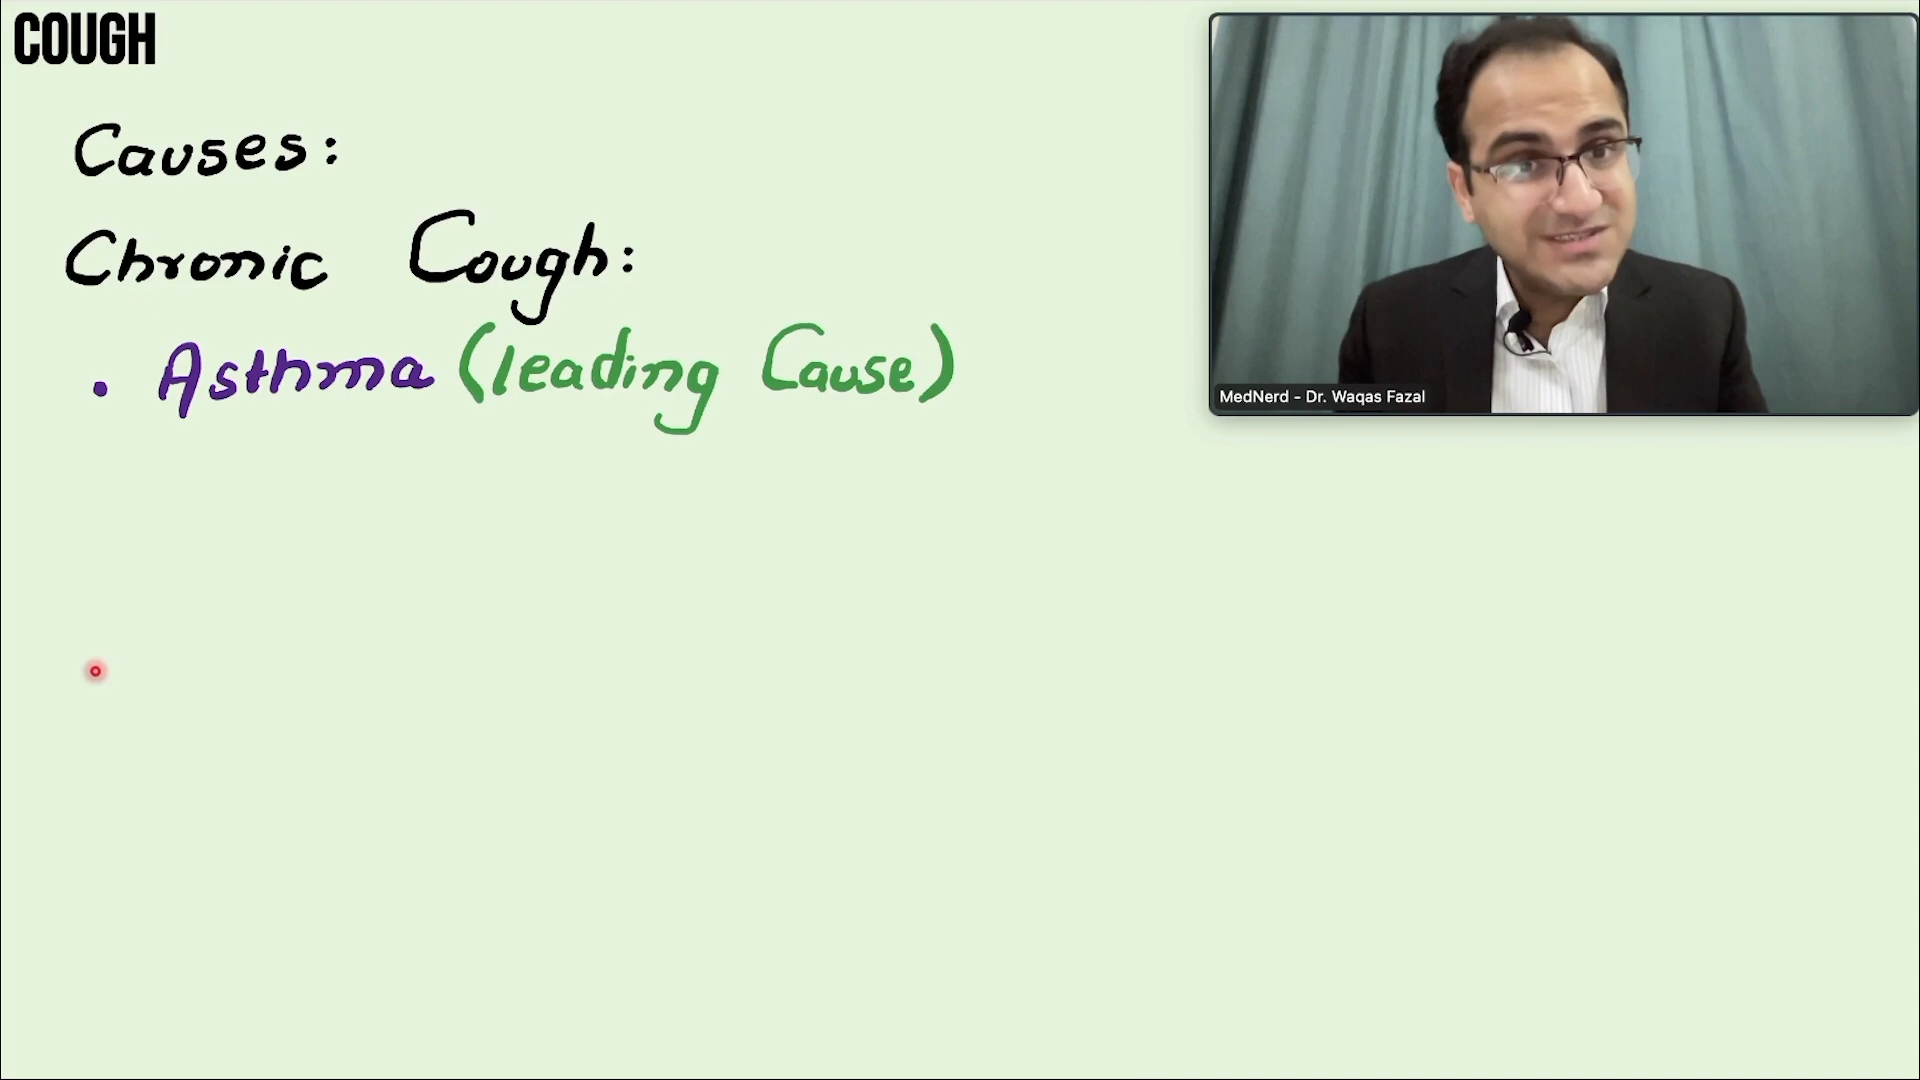 COUGH
Causes:
Chronic Cough:
. Asthma (leading Cause)
MedNerd - Dr. Waqas Fazal